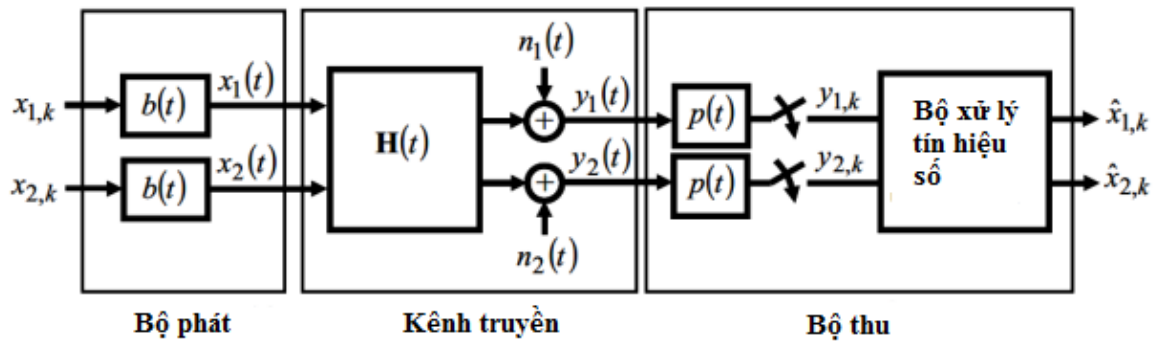 x₁,ₖ
b(t)
x₁(t)
x₂,ₖ
b(t)
x₂(t)
Bộ phát
H(t)
n₁(t)
+
y₁(t)
+
y₂(t)
n₂(t)
Kênh truyền
p(t)
y₁,ₖ
p(t)
y₂,ₖ
Bộ xử lý
tín hiệu
số
x̂₁,ₖ
x̂₂,ₖ
Bộ thu